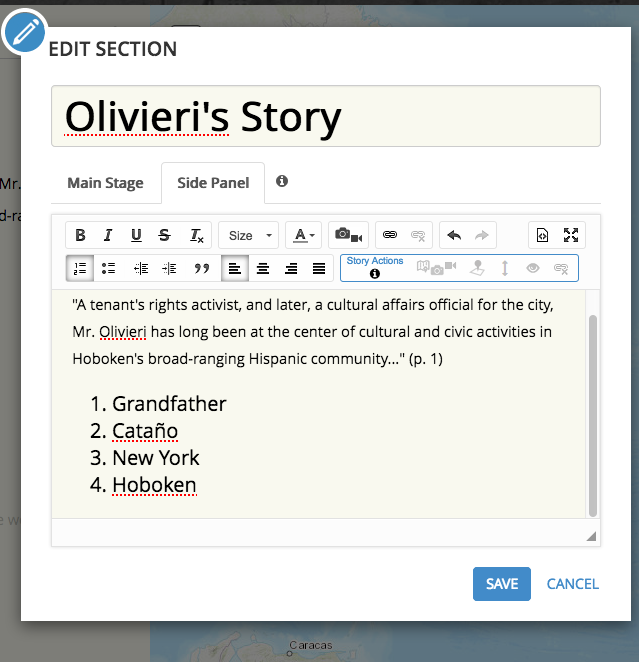 EDIT SECTION
Olivieri's Story
Main Stage Side Panel
B I U S Tx Size A
Story Actions
Mr.
d-ra
"A tenant's rights activist, and later, a cultural affairs official for the city,
Mr. Olivieri has long been at the center of cultural and civic activities in
Hoboken's broad-ranging Hispanic community..." (p. 1)
1. Grandfather
2. Cataño
3. New York
4. Hoboken
e w
SAVE CANCEL
Caracas